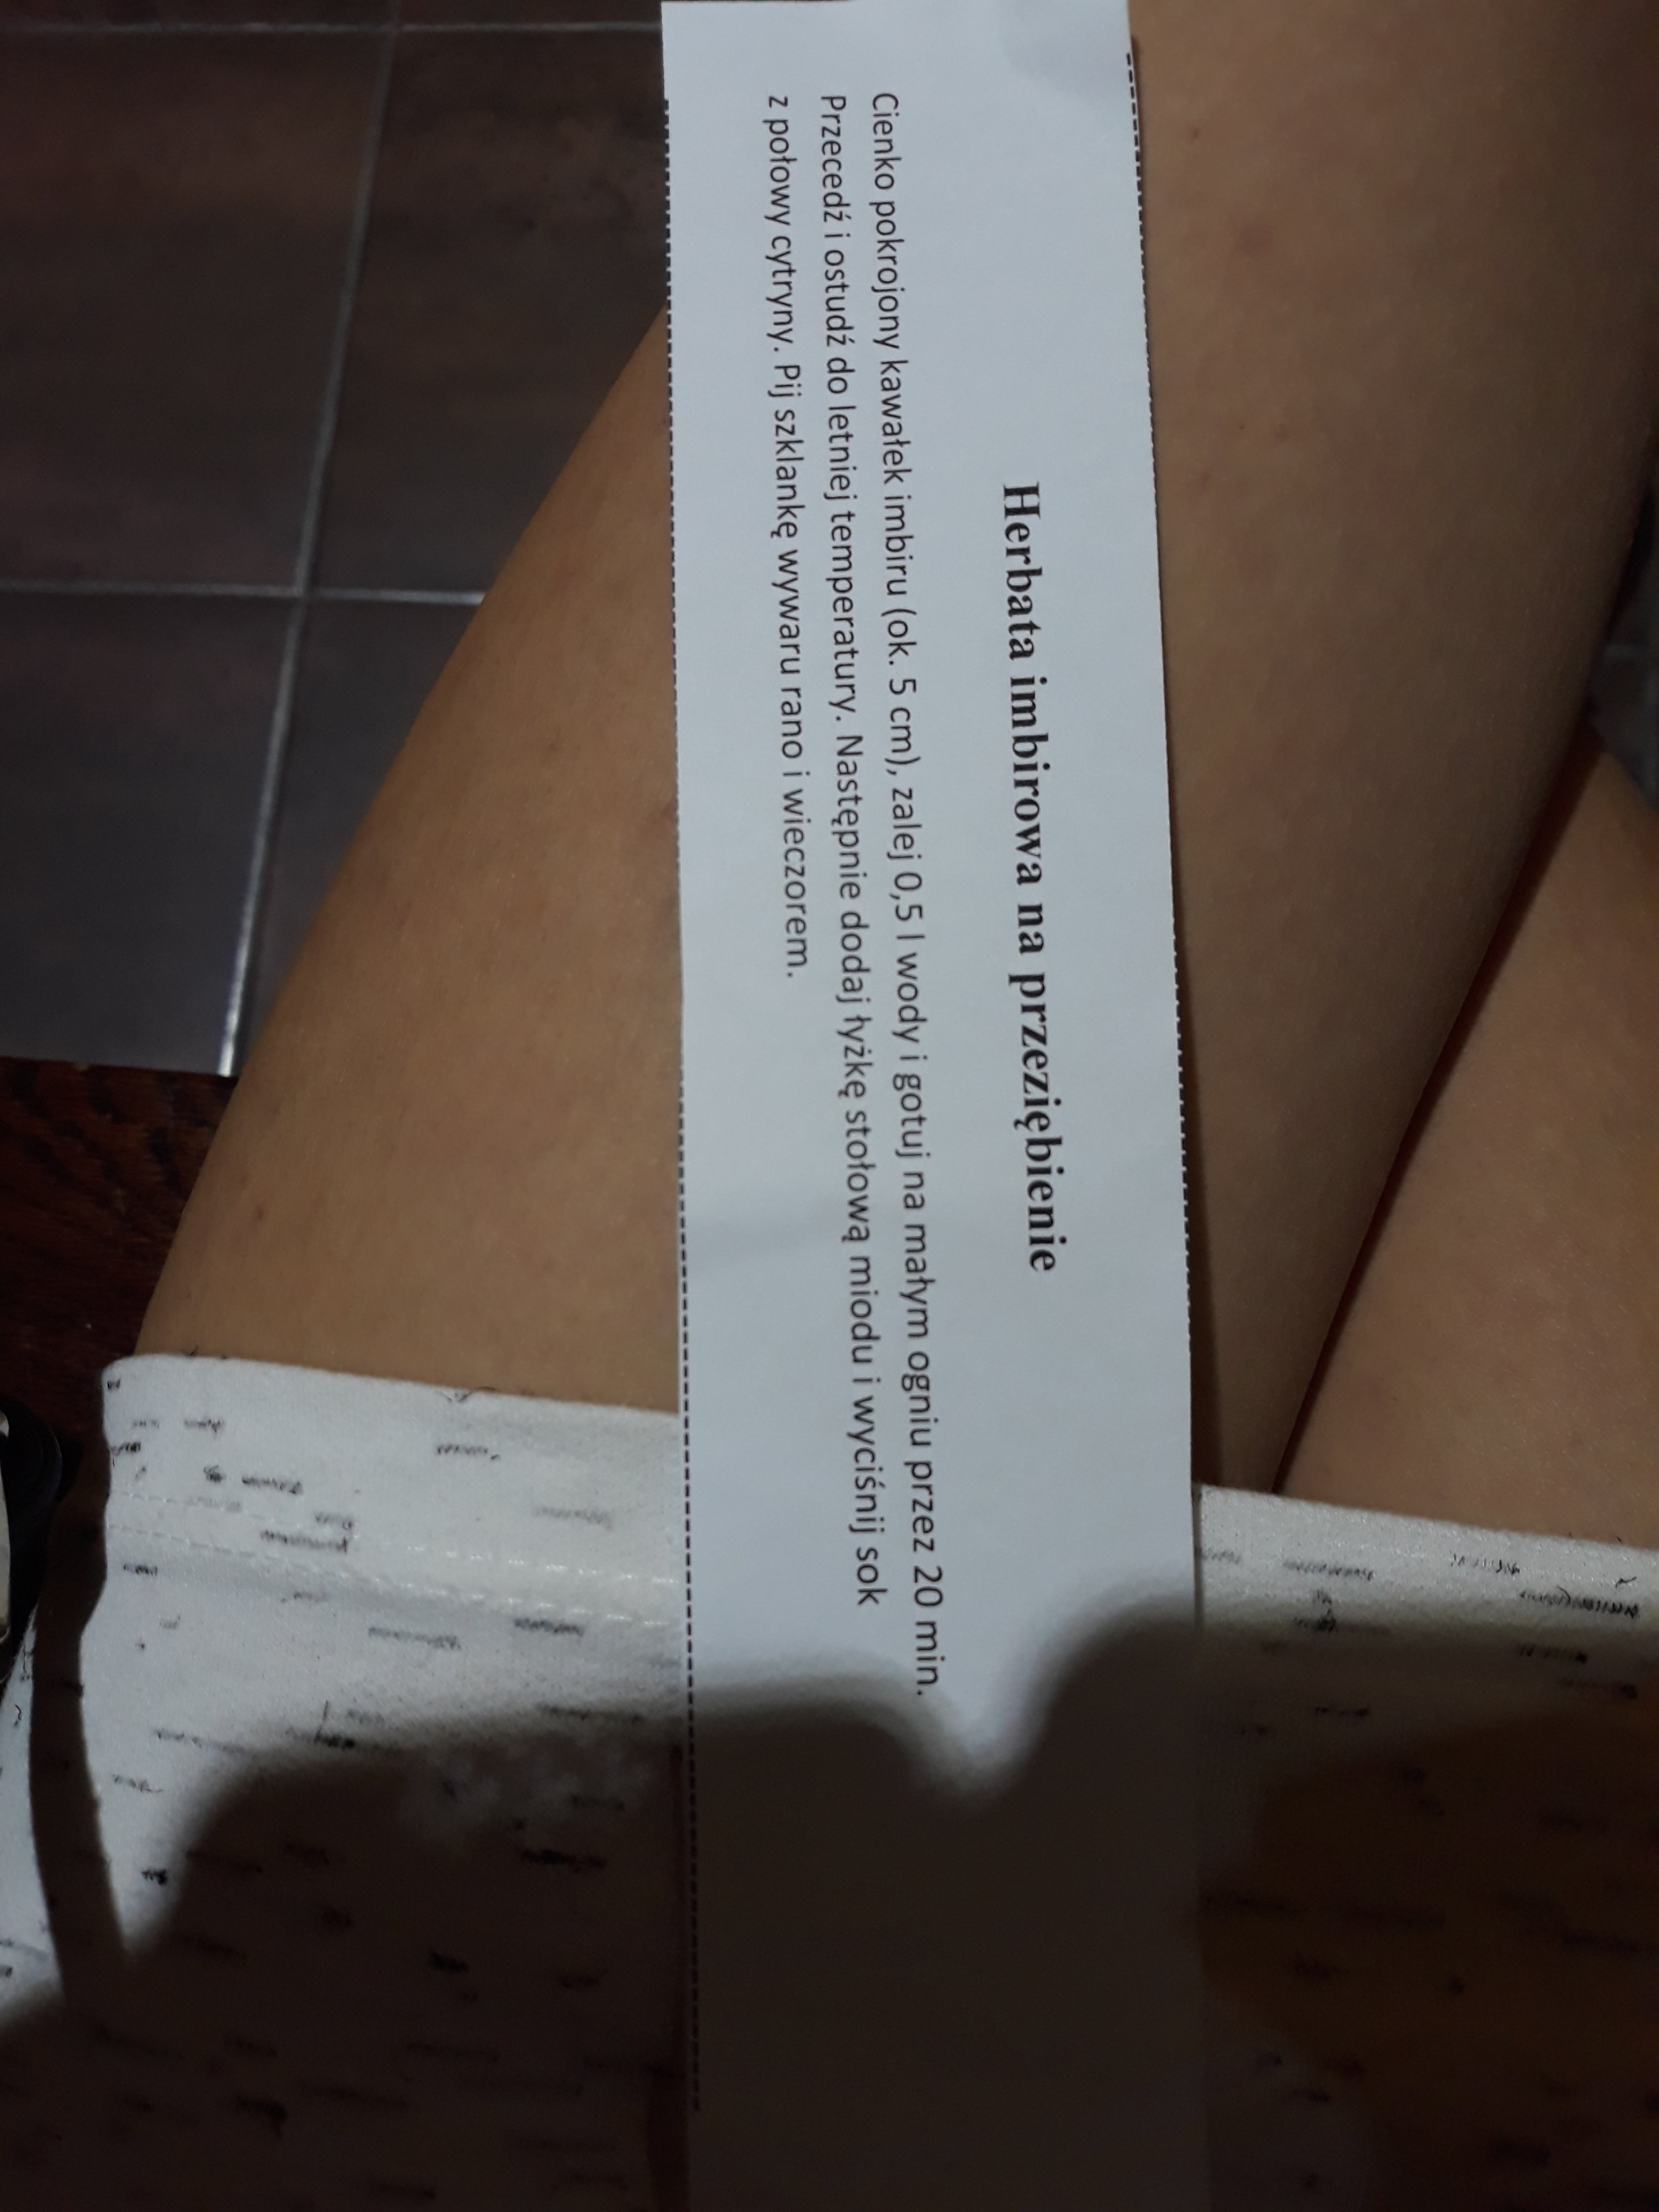 Herbata imbirowa na przeziębienie
Cienko pokrojony kawałek imbiru (ok. 5 cm), zalej 0,5 l wody i gotuj na małym ogniu przez 20 min.
Przecedź i ostudź do letniej temperatury. Następnie dodaj łyżkę stołową miodu i wyciśnij sok
z połowy cytryny. Pij szklankę wywaru rano i wieczorem.